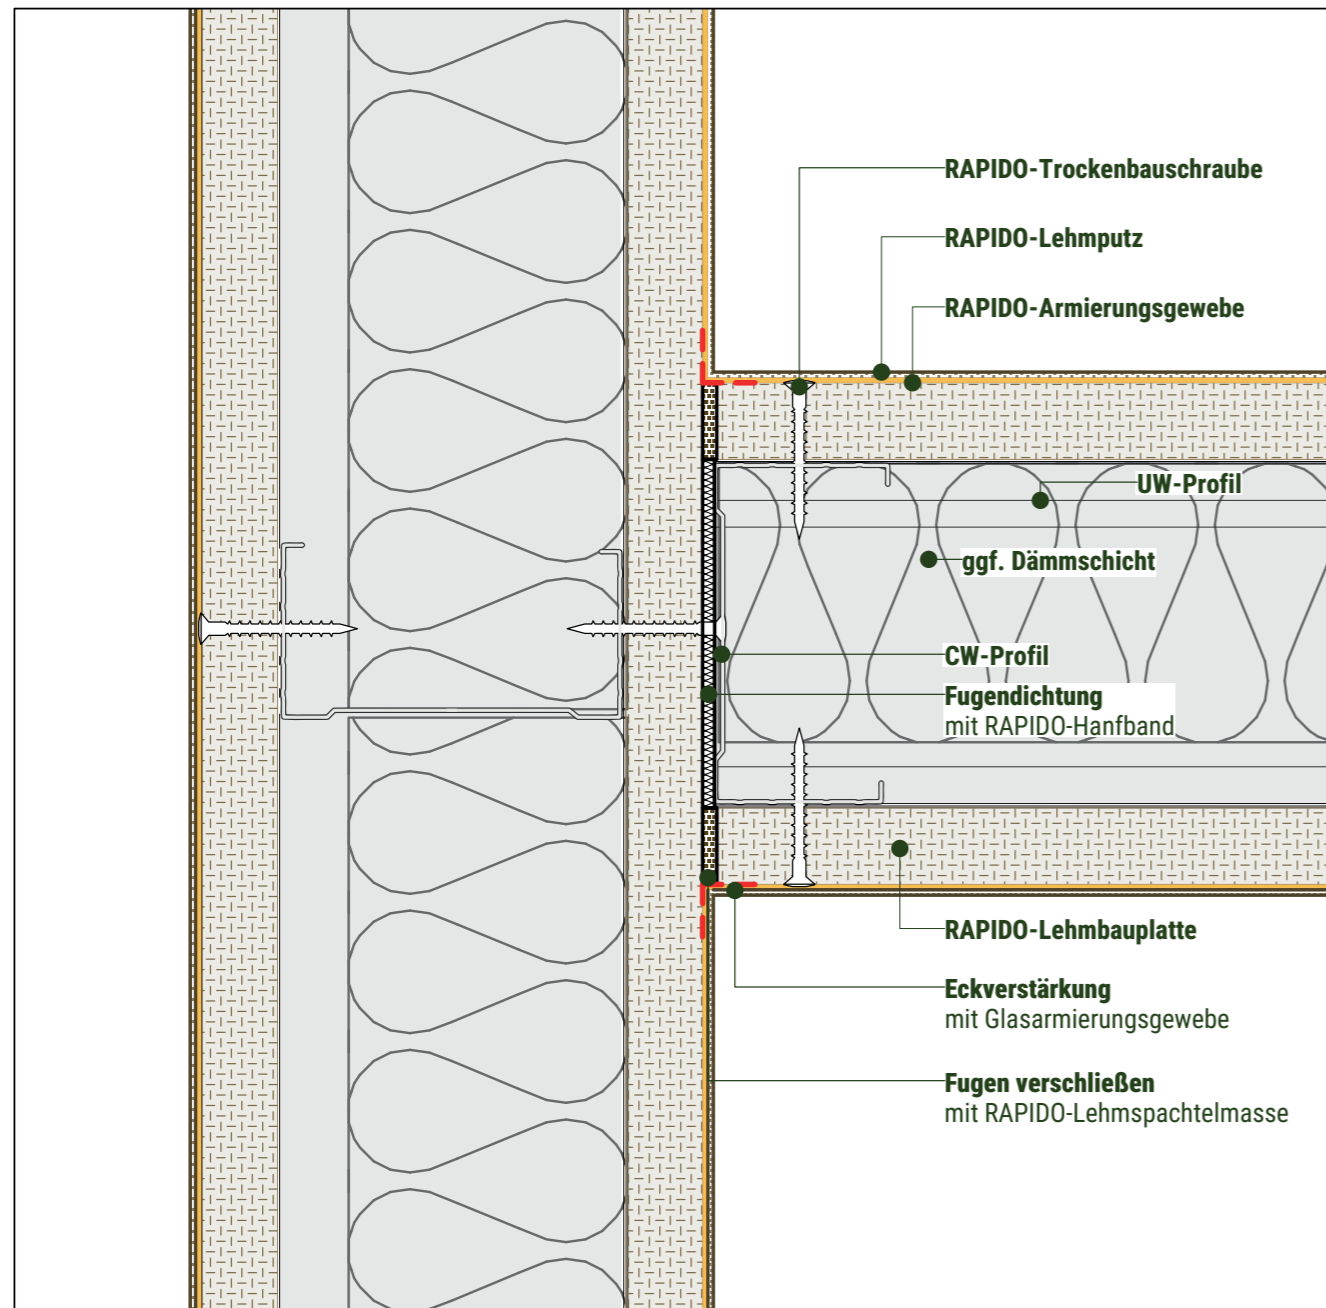 RAPIDO-Trockenbauschraube
RAPIDO-Lehmputz
RAPIDO-Armierungsgewebe
UW-Profil
ggf. Dämmschicht
CW-Profil
Fugendichtung
mit RAPIDO-Hanfband
RAPIDO-Lehmbauplatte
Eckverstärkung
mit Glasarmierungsgewebe
Fugen verschließen
mit RAPIDO-Lehmspachtelmasse